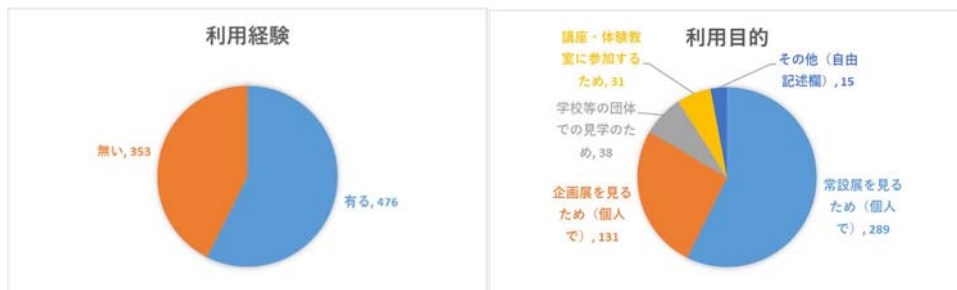 利用経験
無い, 353
有る, 476
利用目的
講座・体験教
室に参加する
ため, 31
その他（自由
記述欄）, 15
学校等の団体
での見学のた
め, 38
企画展を見る
ため（個人
で）, 131
常設展を見る
ため（個人
で）, 289